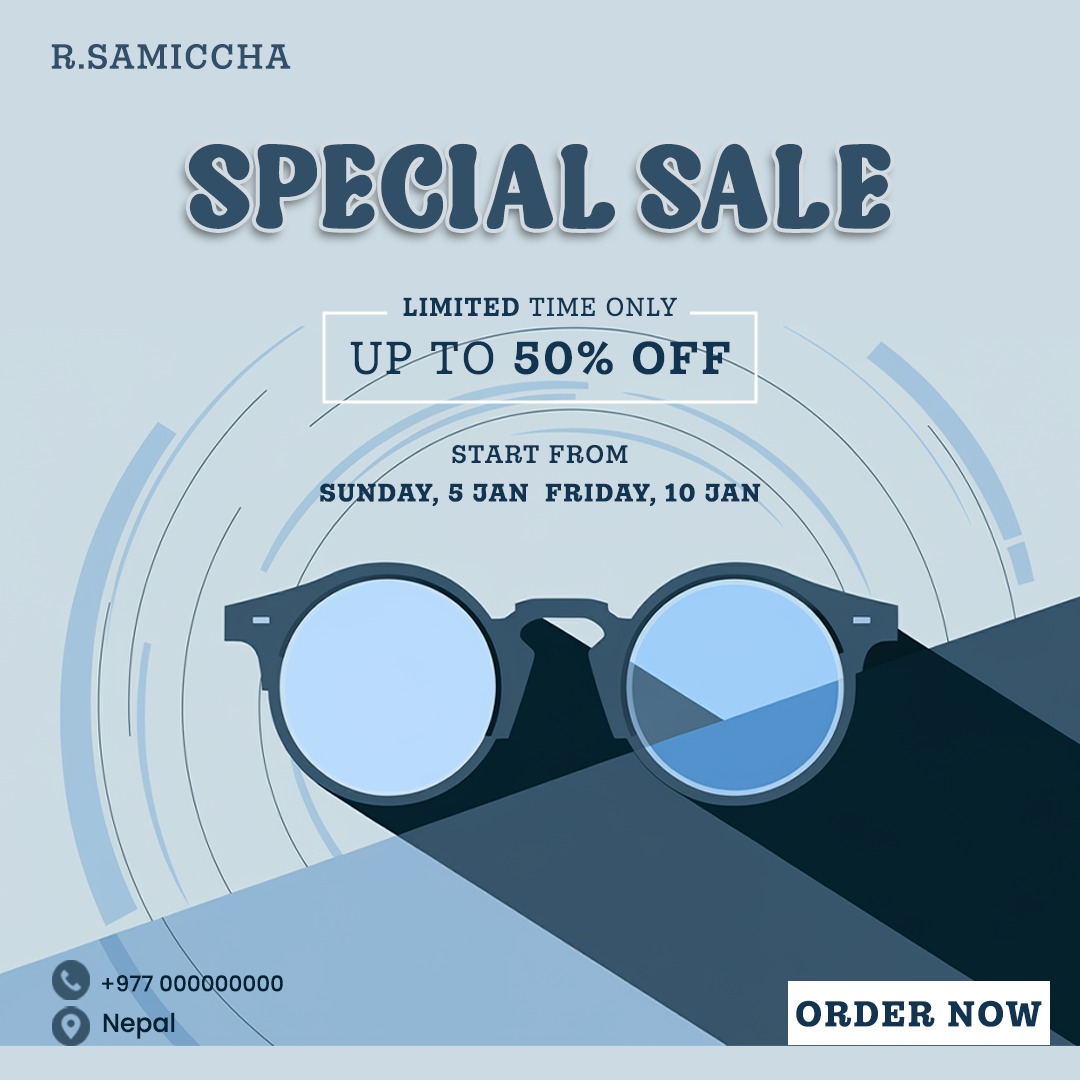 R.SAMICCHA
SPECIAL SALE
LIMITED TIME ONLY
UP TO 50% OFF
START FROM
SUNDAY, 5 JAN  FRIDAY, 10 JAN
+977 000000000
Nepal
ORDER NOW